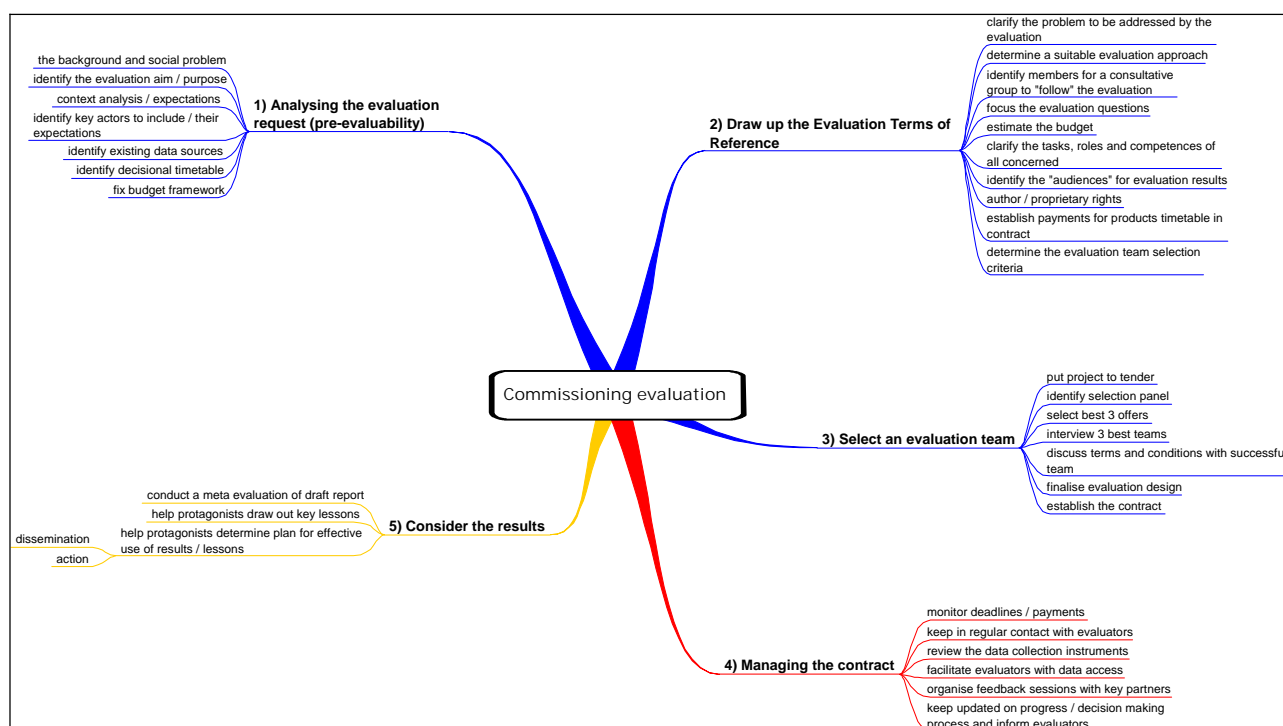 Commissioning evaluation
1) Analysing the evaluation
request (pre-evaluability)
the background and social problem
identify the evaluation aim / purpose
context analysis / expectations
identify key actors to include / their
expectations
identify existing data sources
identify decisional timetable
fix budget framework
2) Draw up the Evaluation Terms of
Reference
clarify the problem to be addressed by the
evaluation
determine a suitable evaluation approach
identify members for a consultative
group to "follow" the evaluation
focus the evaluation questions
estimate the budget
clarify the tasks, roles and competences of
all concerned
identify the "audiences" for evaluation results
author / proprietary rights
establish payments for products timetable in
contract
determine the evaluation team selection
criteria
3) Select an evaluation team
put project to tender
identify selection panel
select best 3 offers
interview 3 best teams
discuss terms and conditions with successfu
team
finalise evaluation design
establish the contract
4) Managing the contract
monitor deadlines / payments
keep in regular contact with evaluators
review the data collection instruments
facilitate evaluators with data access
organise feedback sessions with key partners
keep updated on progress / decision making
process and inform evaluators
5) Consider the results
conduct a meta evaluation of draft report
help protagonists draw out key lessons
help protagonists determine plan for effective
use of results / lessons
dissemination
action